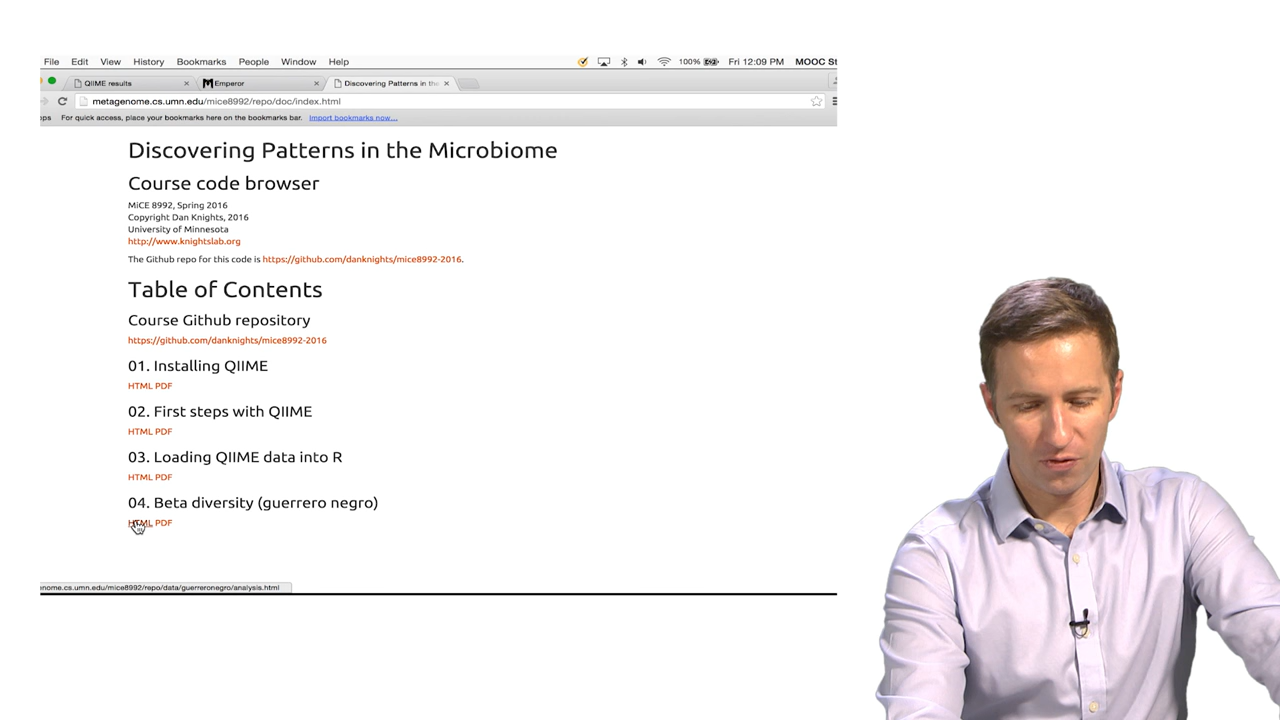 File Edit View History Bookmarks People Window Help 100% Fri 12:09 PM MOOC St
QIIME results × Emperor × Discovering Patterns in the ×
metagenome.cs.umn.edu/mice8992/repo/doc/index.html
ops For quick access, place your bookmarks here on the bookmarks bar. Import bookmarks now...
Discovering Patterns in the Microbiome
Course code browser
MiCE 8992, Spring 2016
Copyright Dan Knights, 2016
University of Minnesota
http://www.knightslab.org
The Github repo for this code is https://github.com/danknights/mice8992-2016.
Table of Contents
Course Github repository
https://github.com/danknights/mice8992-2016
01. Installing QIIME
HTML PDF
02. First steps with QIIME
HTML PDF
03. Loading QIIME data into R
HTML PDF
04. Beta diversity (guerrero negro)
HTML PDF
enome.cs.umn.edu/mice8992/repo/data/guerreronegro/analysis.html